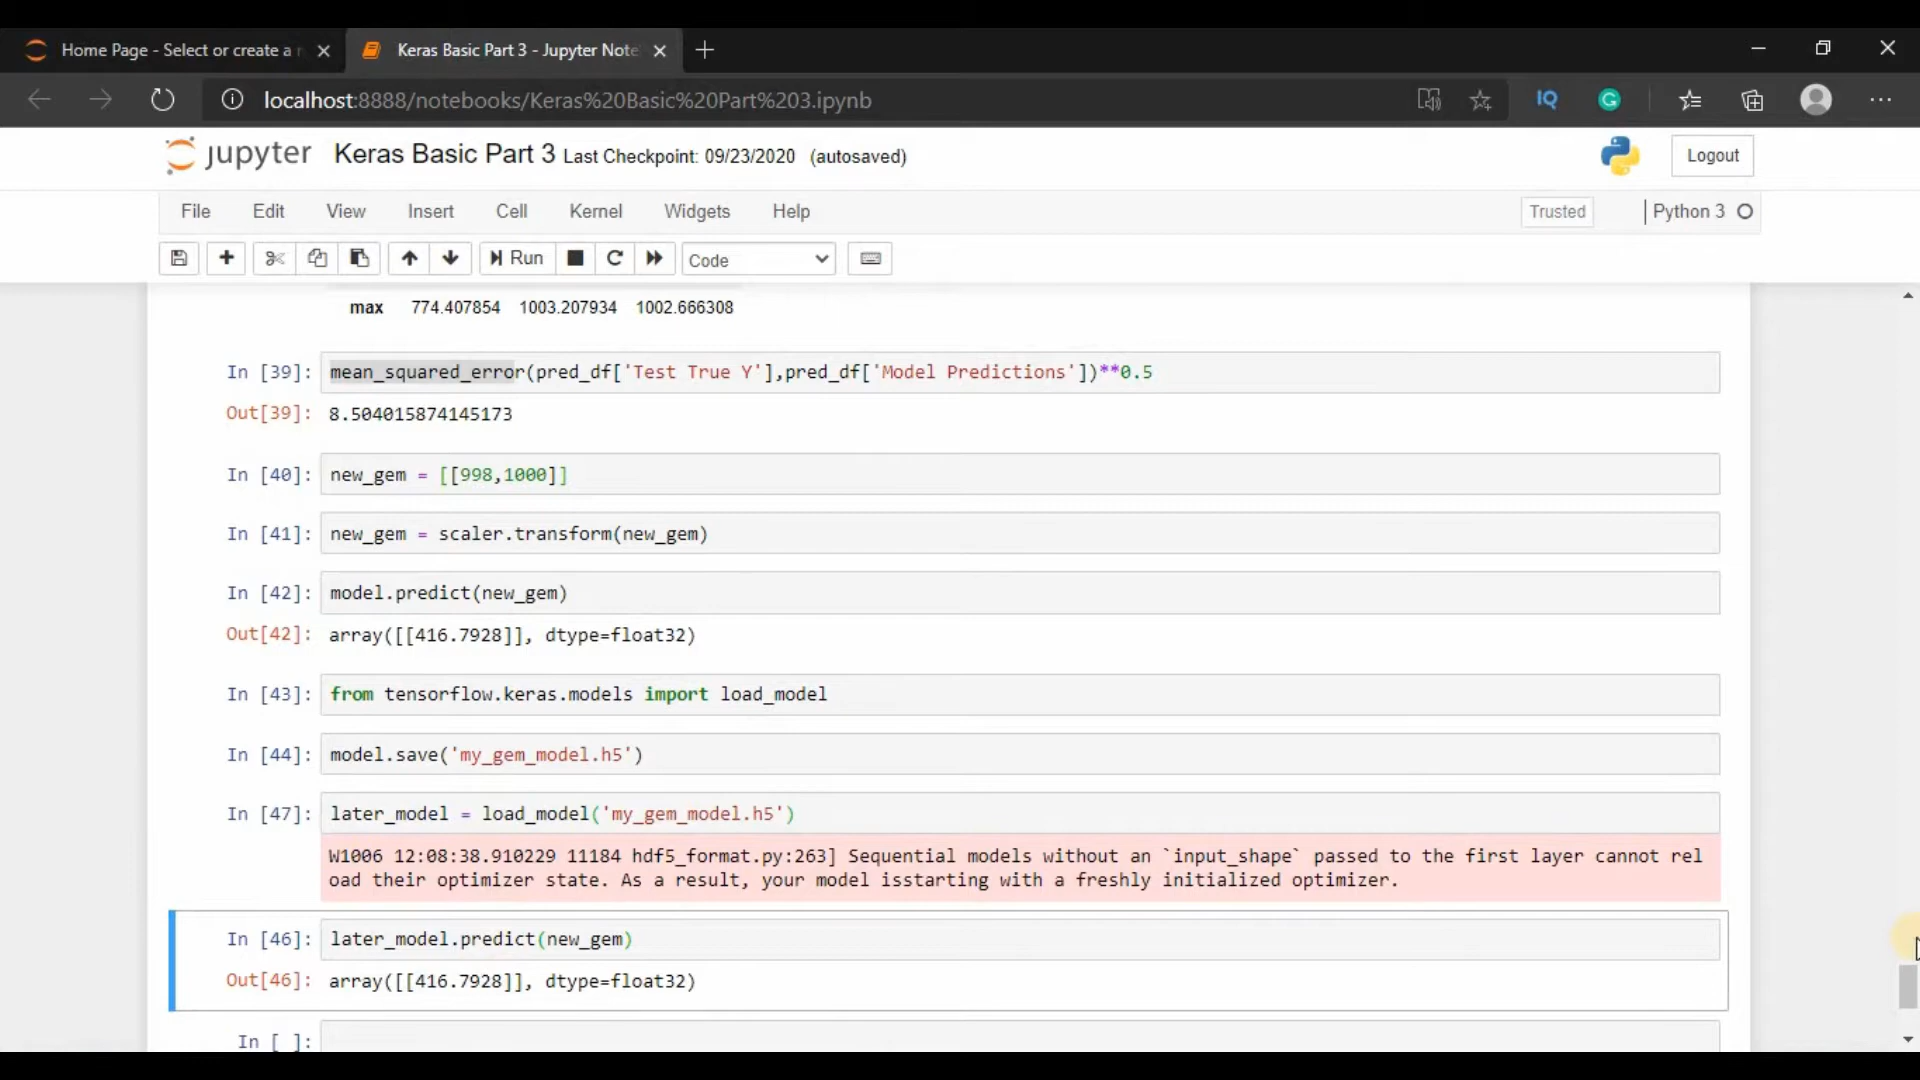 Home Page - Select or create a n
Keras Basic Part 3 - Jupyter Note
localhost:8888/notebooks/Keras%20Basic%20Part%203.ipynb
IQ
G
jupyter Keras Basic Part 3 Last Checkpoint: 09/23/2020 (autosaved)
Logout
File Edit View Insert Cell Kernel Widgets Help
Trusted
Python 3
Run
Code
max 774.407854 1003.207934 1002.666308
In [39]: mean_squared_error(pred_df['Test True Y'],pred_df['Model Predictions'])**0.5
Out[39]: 8.504015874145173
In [40]: new_gem = [[998,1000]]
In [41]: new_gem = scaler.transform(new_gem)
In [42]: model.predict(new_gem)
Out[42]: array([[416.7928]], dtype=float32)
In [43]: from tensorflow.keras.models import load_model
In [44]: model.save('my_gem_model.h5')
In [47]: later_model = load_model('my_gem_model.h5')
W1006 12:08:38.910229 11184 hdf5_format.py:263] Sequential models without an `input_shape` passed to the first layer cannot rel
oad their optimizer state. As a result, your model isstarting with a freshly initialized optimizer.
In [46]: later_model.predict(new_gem)
Out[46]: array([[416.7928]], dtype=float32)
In [ ]: